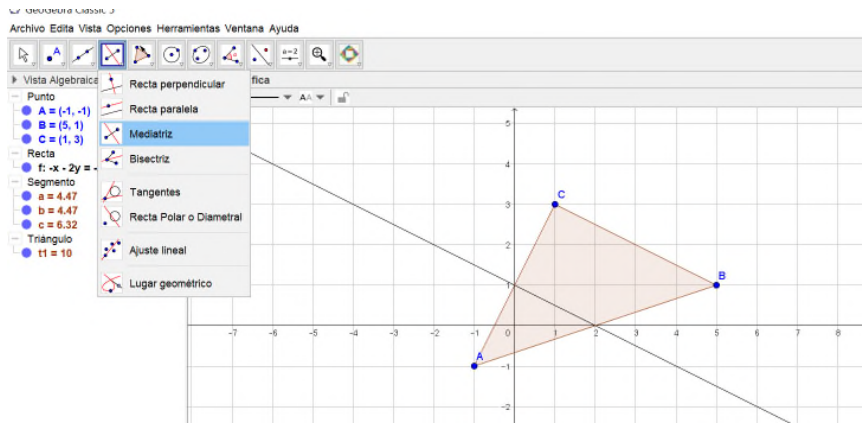 GeoGebra Classic 5
Archivo Edita Vista Opciones Herramientas Ventana Ayuda
A
a=2
Vista Algebraica
fica
AA
Punto
A = (-1, -1)
B = (5, 1)
C = (1, 3)
Recta
f: -x - 2y = -
Segmento
a = 4.47
b = 4.47
c = 6.32
Triángulo
t1 = 10
Recta perpendicular
Recta paralela
Mediatriz
Bisectriz
Tangentes
Recta Polar o Diametral
Ajuste lineal
Lugar geométrico
5
4
C
3
2
B
1
-7 -6 -5 -4 -3 -2 -1 0 1 2 3 4 5 6 7 8
A
-1
-2